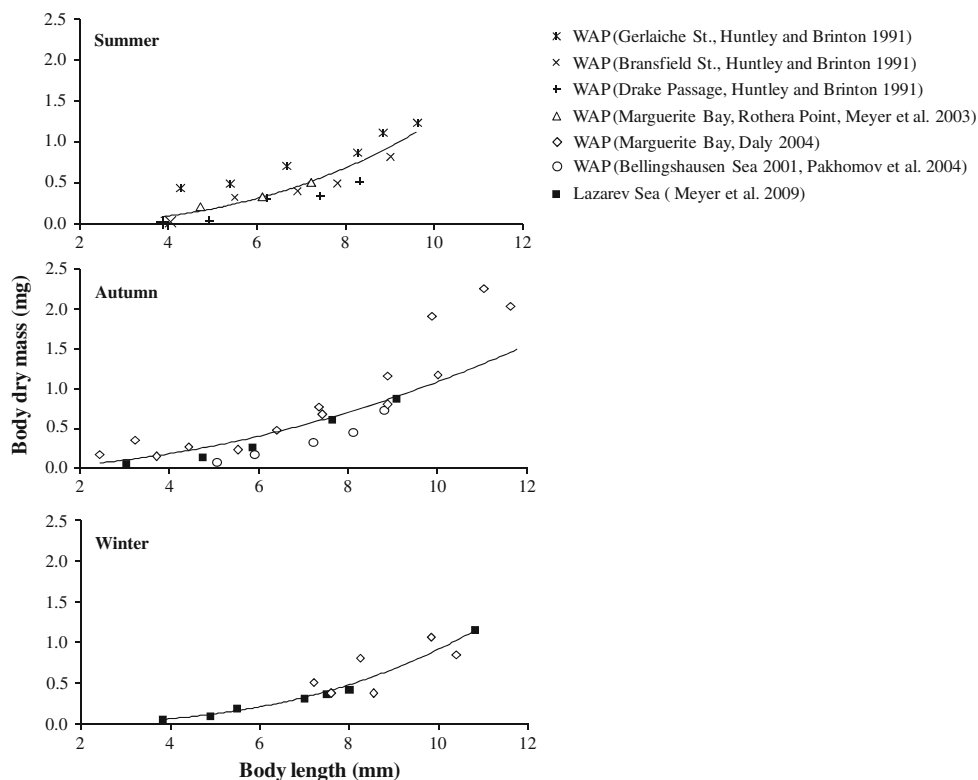 2.5
Summer
2.0
1.5
1.0
0.5
0.0
2 4 6 8 10 12
WAP (Gerlaiche St., Huntley and Brinton 1991)
WAP (Bransfield St., Huntley and Brinton 1991)
WAP (Drake Passage, Huntley and Brinton 1991)
WAP (Marguerite Bay, Rothera Point, Meyer et al. 2003)
WAP (Marguerite Bay, Daly 2004)
WAP (Bellingshausen Sea 2001, Pakhomov et al. 2004)
Lazarev Sea ( Meyer et al. 2009)
Body dry mass (mg)
2.5
Autumn
2.0
1.5
1.0
0.5
0.0
2 4 6 8 10 12
2.5
Winter
2.0
1.5
1.0
0.5
0.0
2 4 6 8 10 12
Body length (mm)